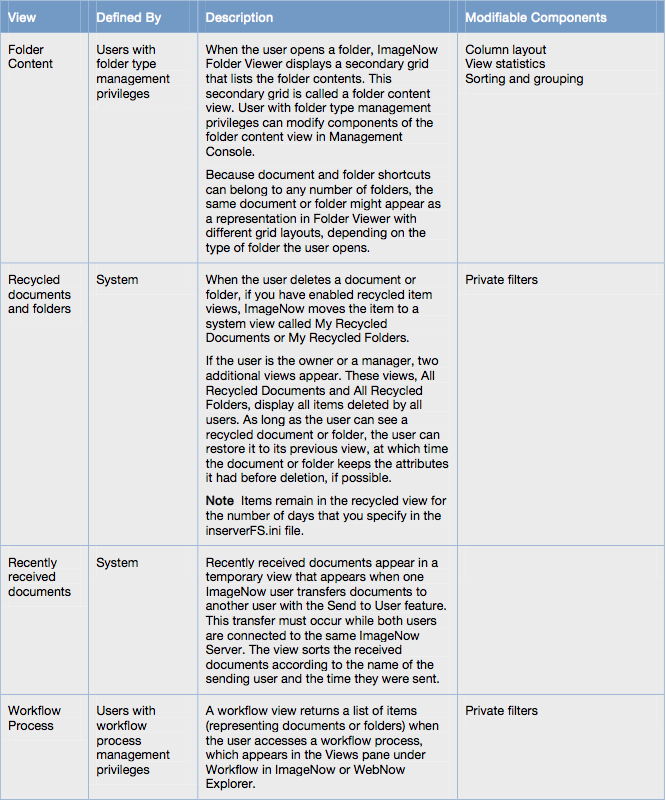 View
Defined By
Description
Modifiable Components
Folder
Content
Users with
folder type
management
privileges
When the user opens a folder, ImageNow
Folder Viewer displays a secondary grid
that lists the folder contents. This
secondary grid is called a folder content
view. User with folder type management
privileges can modify components of the
folder content view in Management
Console.
Because document and folder shortcuts
can belong to any number of folders, the
same document or folder might appear as
a representation in Folder Viewer with
different grid layouts, depending on the
type of folder the user opens.
Column layout
View statistics
Sorting and grouping
Recycled
documents
and folders
System
When the user deletes a document or
folder, if you have enabled recycled item
views, ImageNow moves the item to a
system view called My Recycled
Documents or My Recycled Folders.
If the user is the owner or a manager, two
additional views appear. These views, All
Recycled Documents and All Recycled
Folders, display all items deleted by all
users. As long as the user can see a
recycled document or folder, the user can
restore it to its previous view, at which time
the document or folder keeps the attributes
it had before deletion, if possible.
Note Items remain in the recycled view for
the number of days that you specify in the
inserverFS.ini file.
Private filters
Recently
received
documents
System
Recently received documents appear in a
temporary view that appears when one
ImageNow user transfers documents to
another user with the Send to User feature.
This transfer must occur while both users
are connected to the same ImageNow
Server. The view sorts the received
documents according to the name of the
sending user and the time they were sent.
Workflow
Process
Users with
workflow
process
management
privileges
A workflow view returns a list of items
(representing documents or folders) when
the user accesses a workflow process,
which appears in the Views pane under
Workflow in ImageNow or WebNow
Explorer.
Private filters